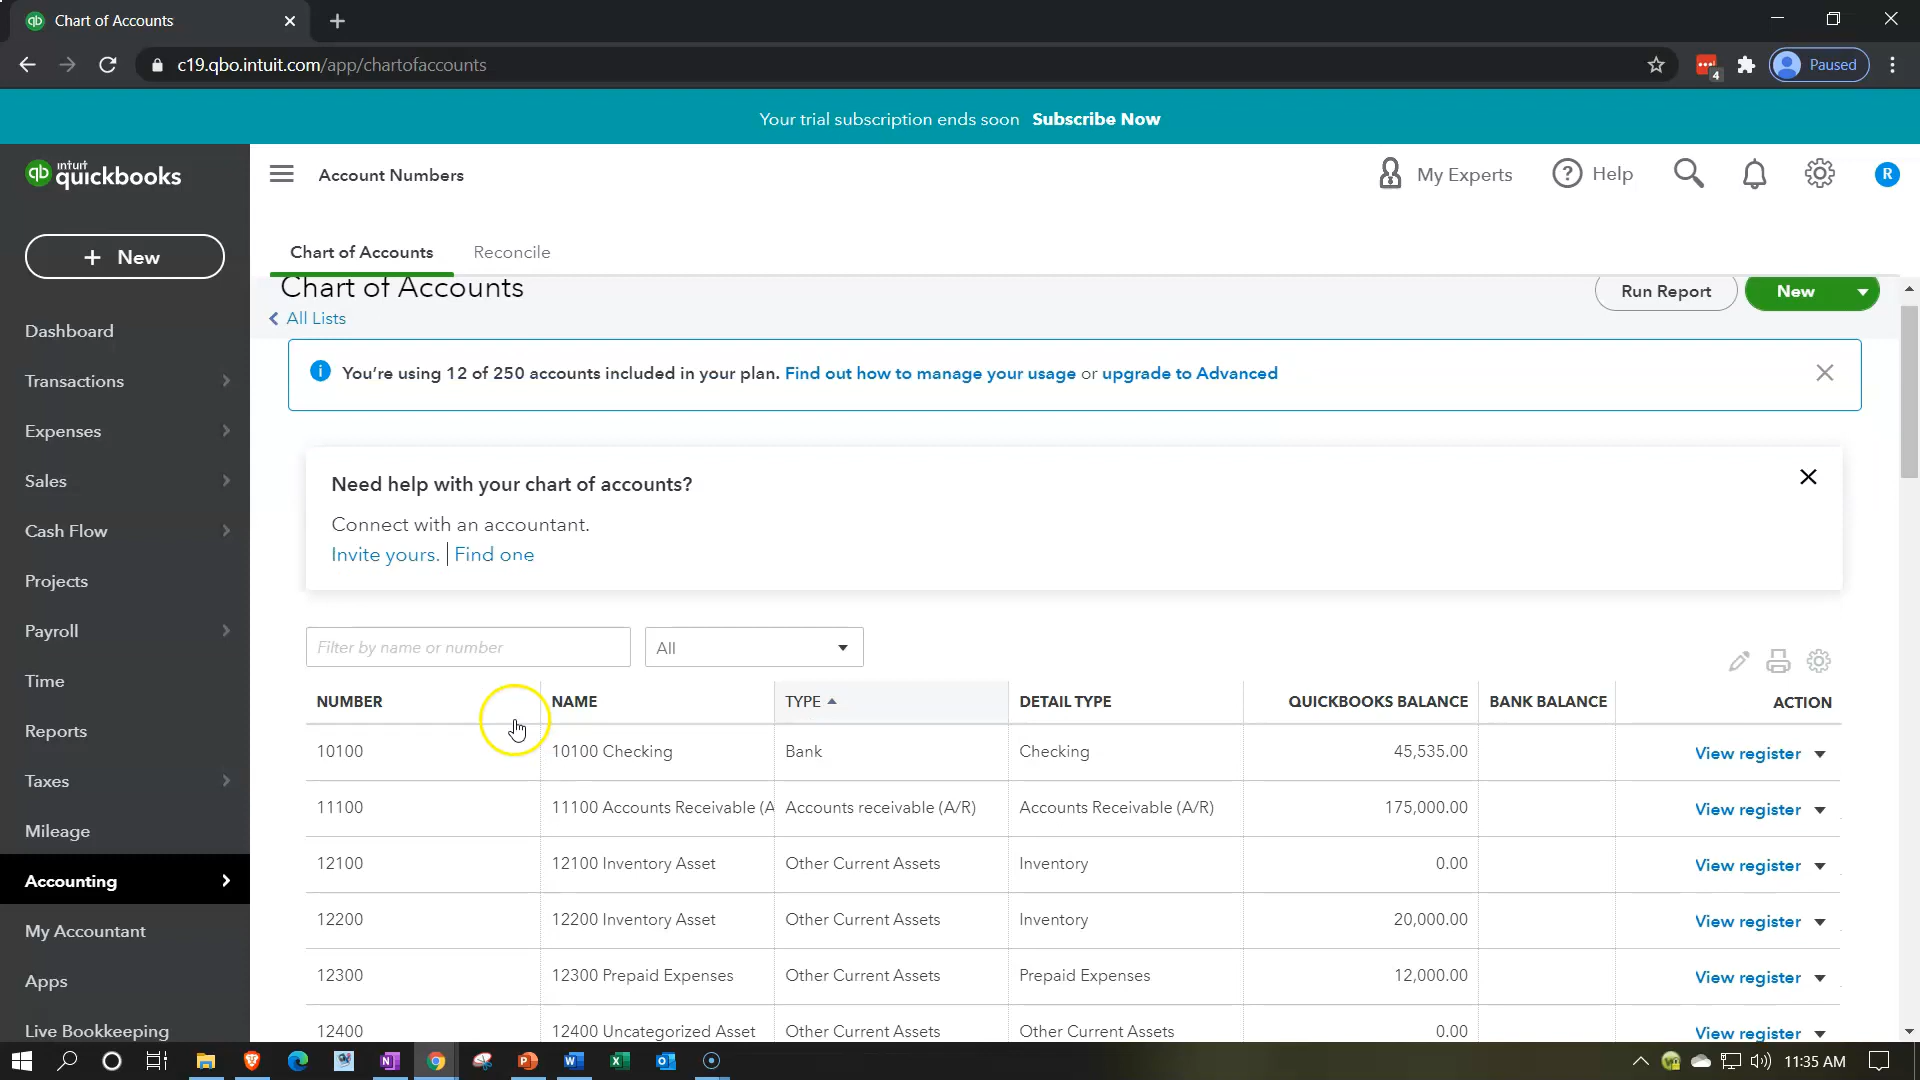 Chart of Accounts
c19.qbo.intuit.com/app/chartofaccounts
4
Paused
Your trial subscription ends soon Subscribe Now
qb intuit quickbooks
Account Numbers
My Experts
? Help
R
+ New
Chart of Accounts
Reconcile
Chart of Accounts
All Lists
Run Report
New
i You're using 12 of 250 accounts included in your plan. Find out how to manage your usage or upgrade to Advanced
Need help with your chart of accounts?
Connect with an accountant.
Invite yours. | Find one
Dashboard
Transactions
Expenses
Sales
Cash Flow
Projects
Payroll
Time
Reports
Taxes
Mileage
Accounting
My Accountant
Apps
Live Bookkeeping
Filter by name or number
All
NUMBER NAME TYPE DETAIL TYPE QUICKBOOKS BALANCE BANK BALANCE ACTION
10100 10100 Checking Bank Checking 45,535.00 View register
11100 11100 Accounts Receivable (A Accounts receivable (A/R) Accounts Receivable (A/R) 175,000.00 View register
12100 12100 Inventory Asset Other Current Assets Inventory 0.00 View register
12200 12200 Inventory Asset Other Current Assets Inventory 20,000.00 View register
12300 12300 Prepaid Expenses Other Current Assets Prepaid Expenses 12,000.00 View register
12400 12400 Uncategorized Asset Other Current Assets Other Current Assets 0.00 View register
11:35 AM